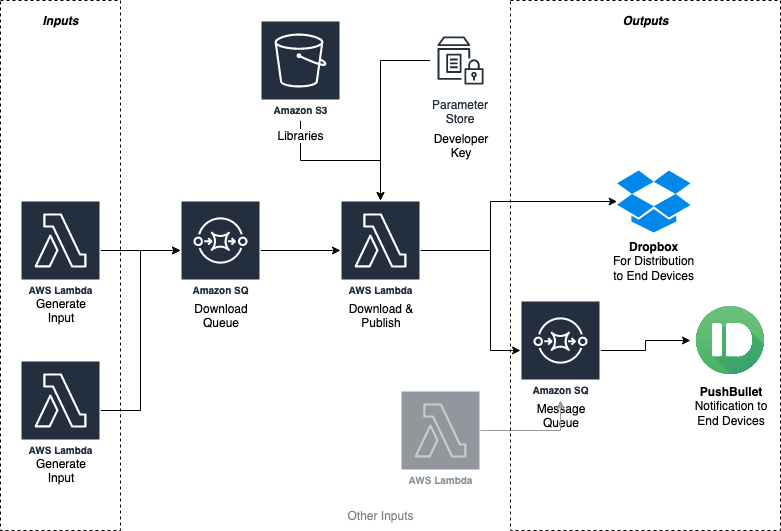 Inputs
Outputs
Amazon S3
Libraries
Parameter
Store
Developer
Key
AWS Lambda
Generate
Input
Amazon SQ
Download
Queue
AWS Lambda
Download &
Publish
Dropbox
For Distribution
to End Devices
AWS Lambda
Generate
Input
Amazon SQ
Message
Queue
PushBullet
Notification to
End Devices
AWS Lambda
Other Inputs